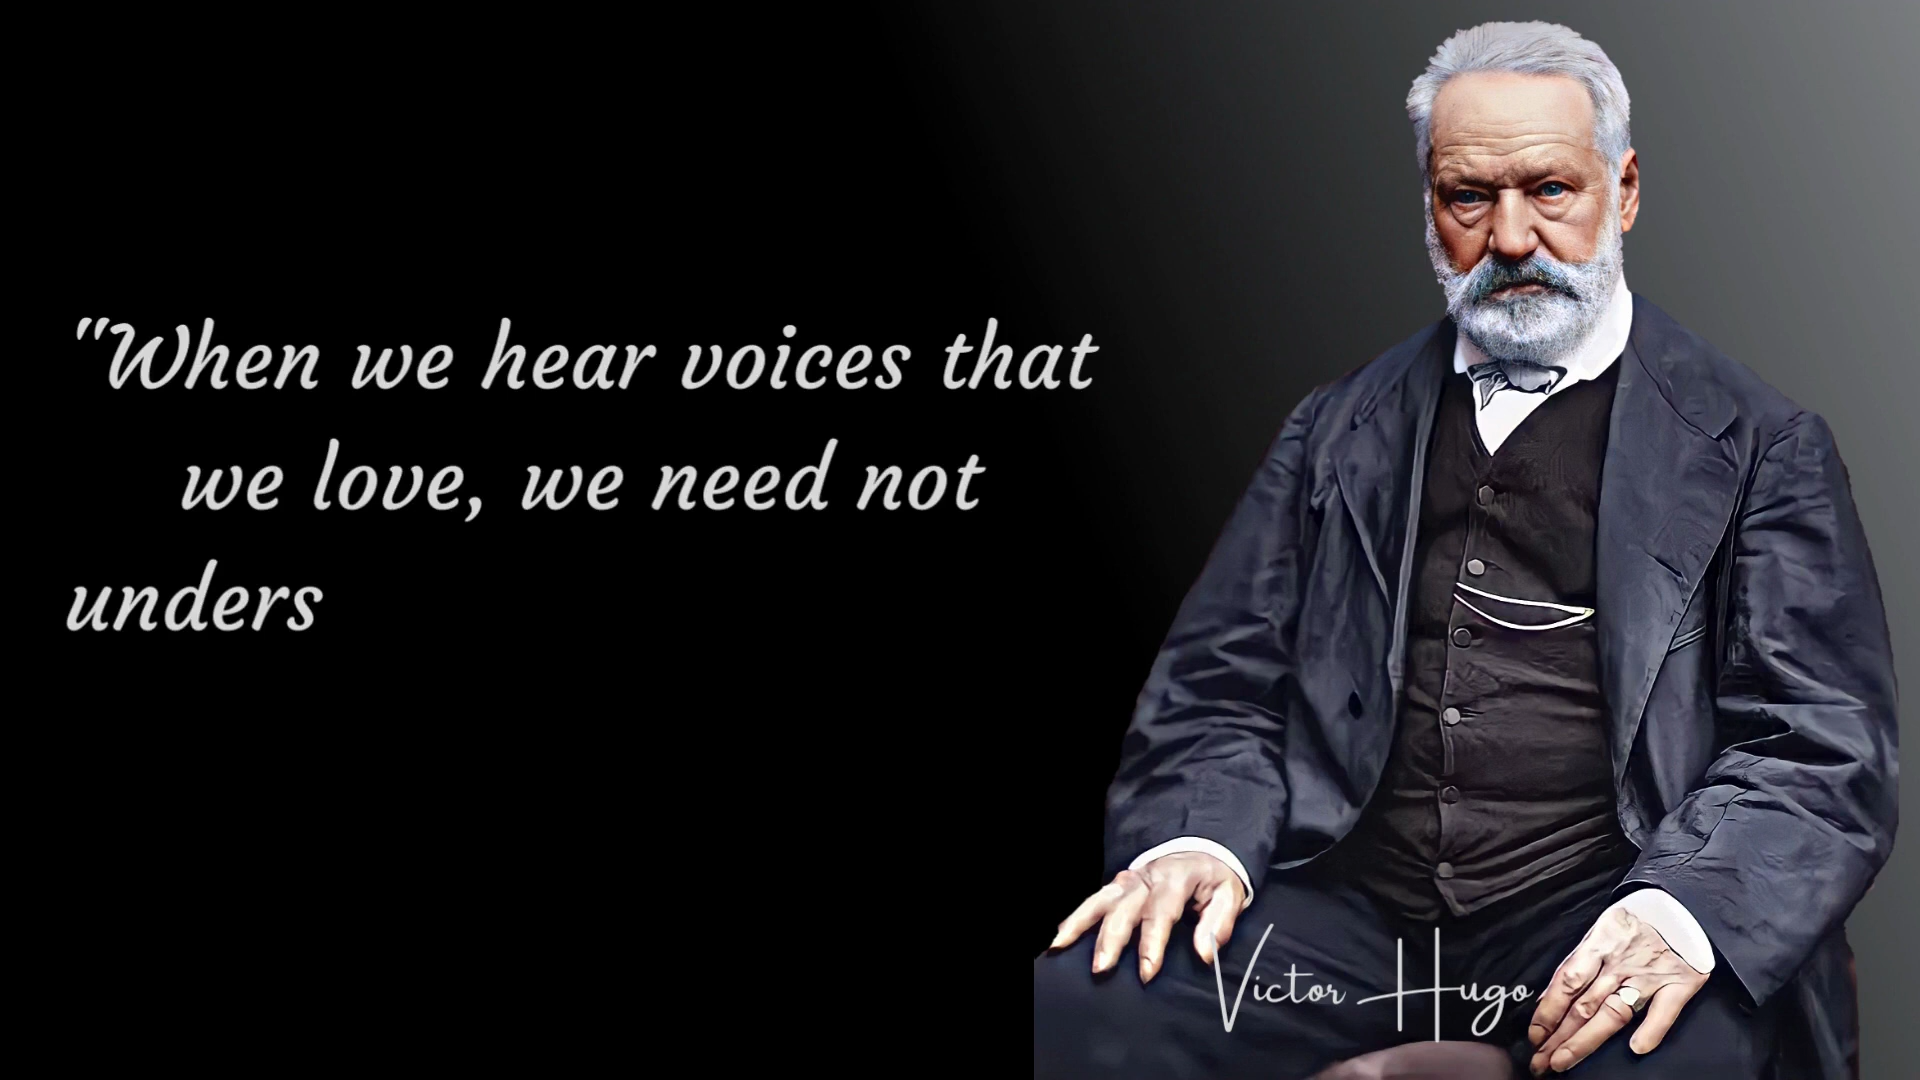 "When we hear voices that
we love, we need not
unders
Victor Hugo